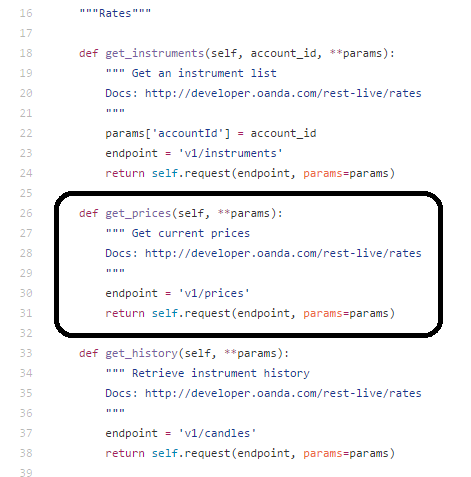 16 """Rates"""
17
18 def get_instruments(self, account_id, **params):
19 """ Get an instrument list
20 Docs: http://developer.oanda.com/rest-live/rates
21 """
22 params['accountId'] = account_id
23 endpoint = 'v1/instruments'
24 return self.request(endpoint, params=params)
25
26 def get_prices(self, **params):
27 """ Get current prices
28 Docs: http://developer.oanda.com/rest-live/rates
29 """
30 endpoint = 'v1/prices'
31 return self.request(endpoint, params=params)
32
33 def get_history(self, **params):
34 """ Retrieve instrument history
35 Docs: http://developer.oanda.com/rest-live/rates
36 """
37 endpoint = 'v1/candles'
38 return self.request(endpoint, params=params)
39